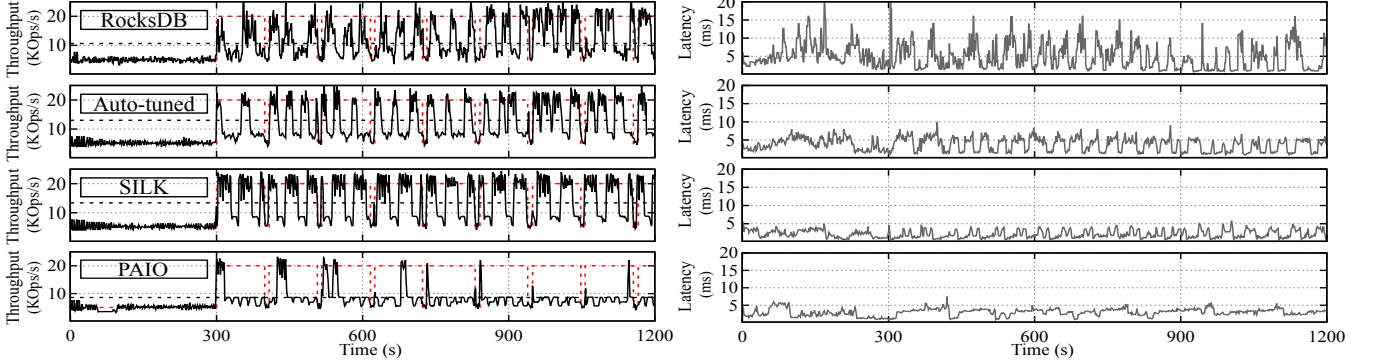 Throughput
(KOps/s)
20
10
RocksDB
Latency
(ms)
20
15
10
5
Throughput
(KOps/s)
20
10
Auto-tuned
Latency
(ms)
20
15
10
5
Throughput
(KOps/s)
20
10
SILK
Latency
(ms)
20
15
10
5
Throughput
(KOps/s)
20
10
PAIO
Latency
(ms)
20
15
10
5
0 300 600 900 1200
Time (s)
0 300 600 900 1200
Time (s)